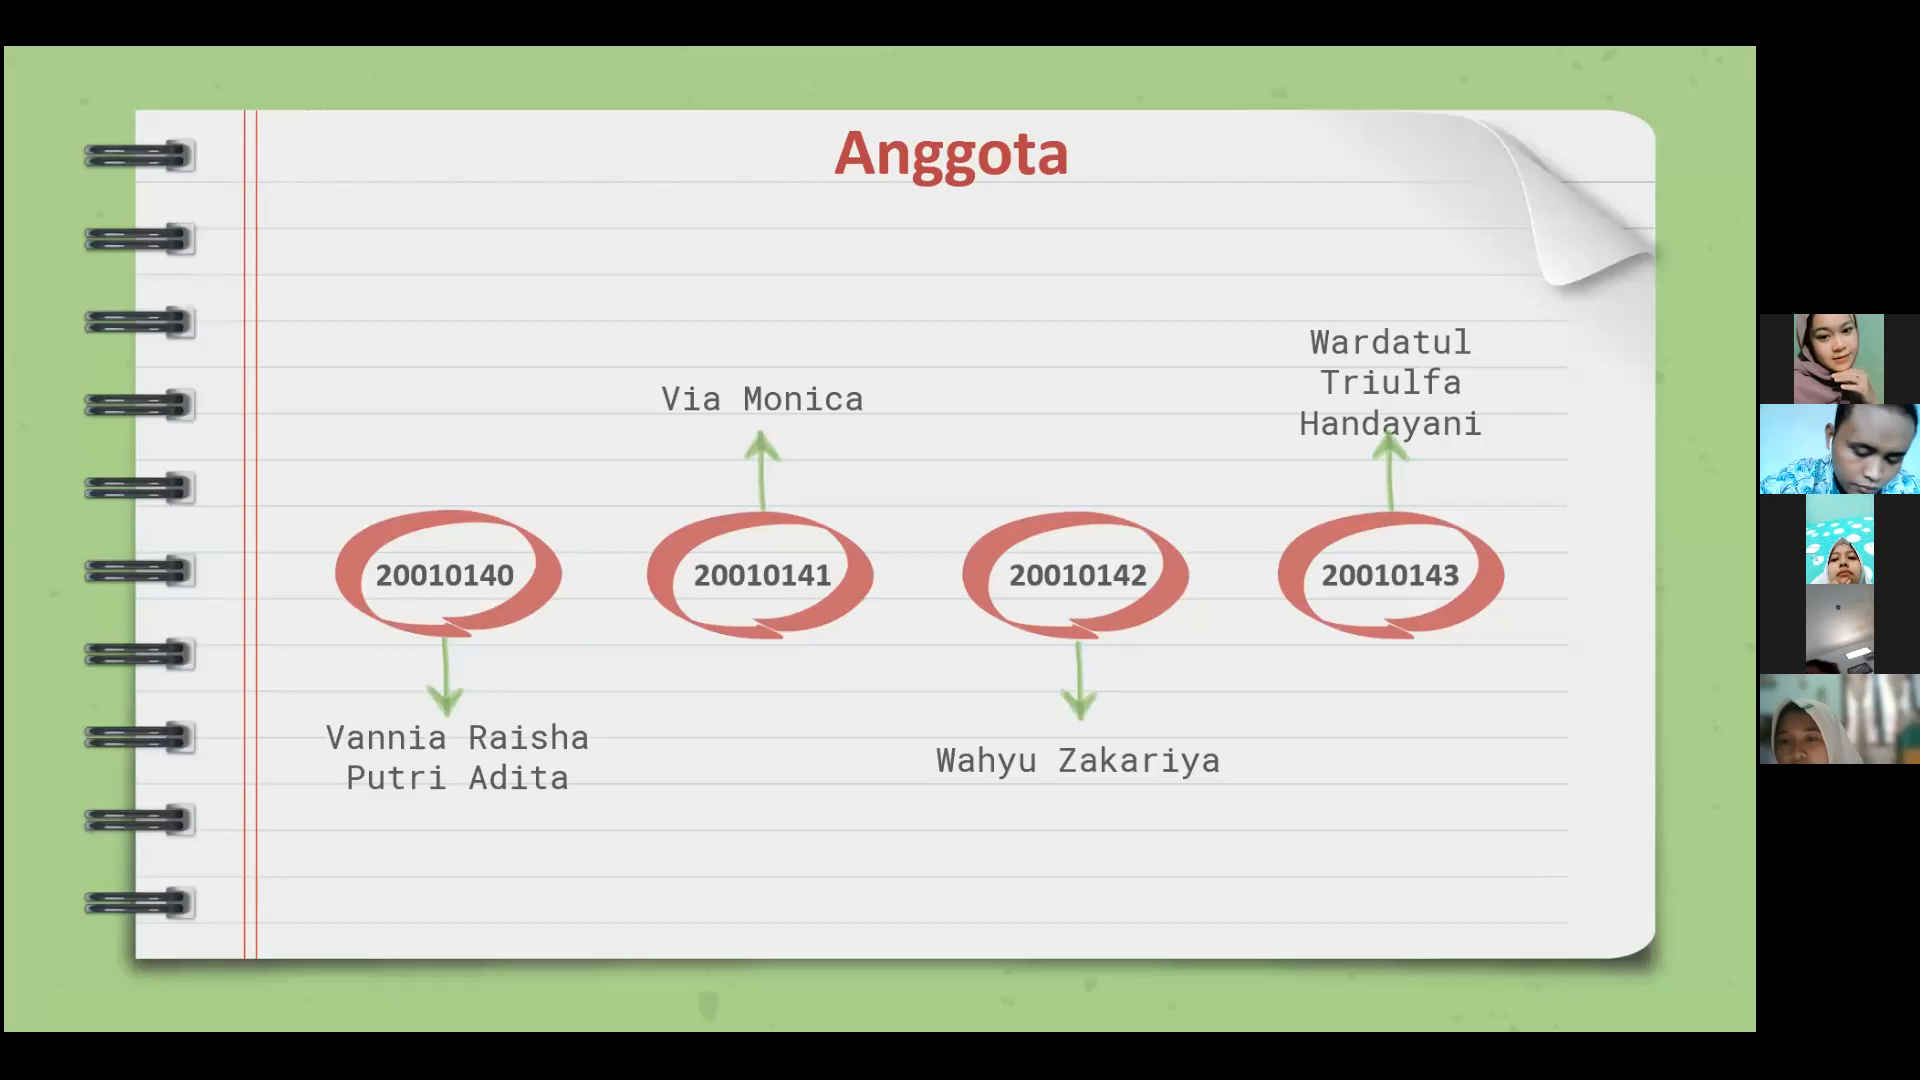 Anggota
Wardatul
Triulfa
Handayani
Via Monica
20010140
20010141
20010142
20010143
Vannia Raisha
Putri Adita
Wahyu Zakariya